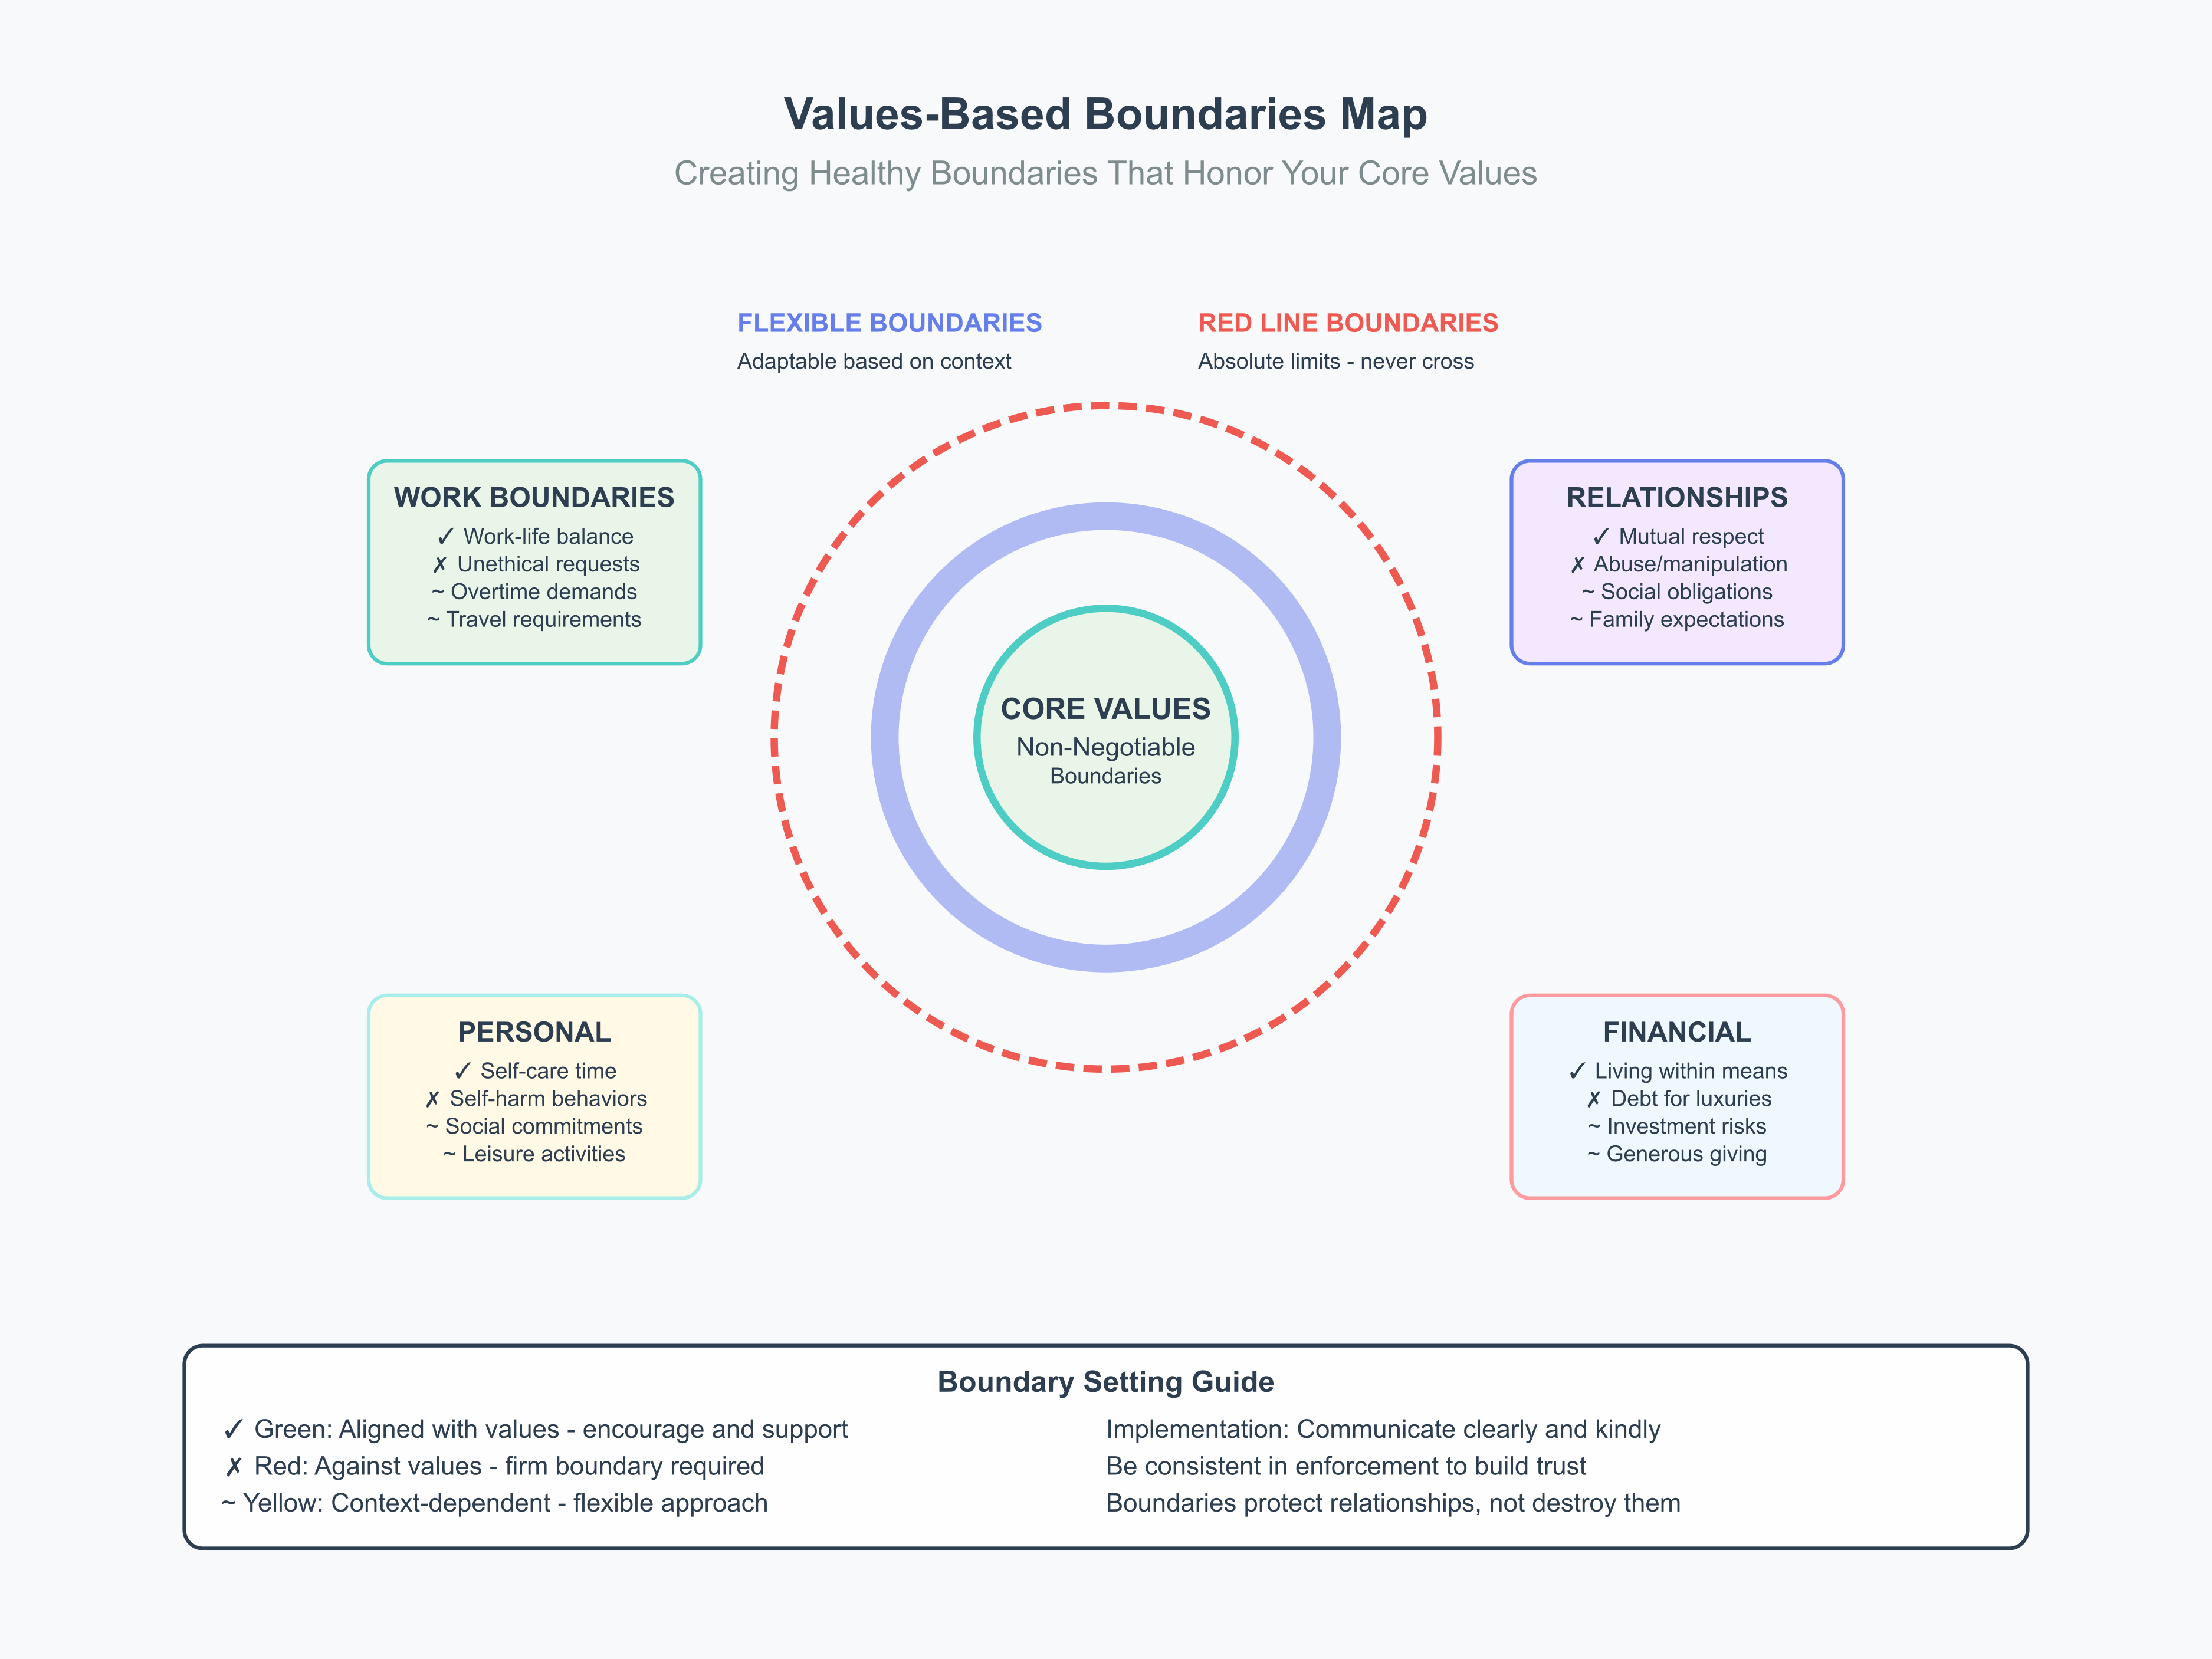 Values-Based Boundaries Map
Creating Healthy Boundaries That Honor Your Core Values
FLEXIBLE BOUNDARIES
Adaptable based on context
RED LINE BOUNDARIES
Absolute limits - never cross
WORK BOUNDARIES
✓ Work-life balance
✗ Unethical requests
~ Overtime demands
~ Travel requirements
RELATIONSHIPS
✓ Mutual respect
✗ Abuse/manipulation
~ Social obligations
~ Family expectations
CORE VALUES
Non-Negotiable
Boundaries
PERSONAL
✓ Self-care time
✗ Self-harm behaviors
~ Social commitments
~ Leisure activities
FINANCIAL
✓ Living within means
✗ Debt for luxuries
~ Investment risks
~ Generous giving
Boundary Setting Guide
✓ Green: Aligned with values - encourage and support
✗ Red: Against values - firm boundary required
~ Yellow: Context-dependent - flexible approach
Implementation: Communicate clearly and kindly
Be consistent in enforcement to build trust
Boundaries protect relationships, not destroy them